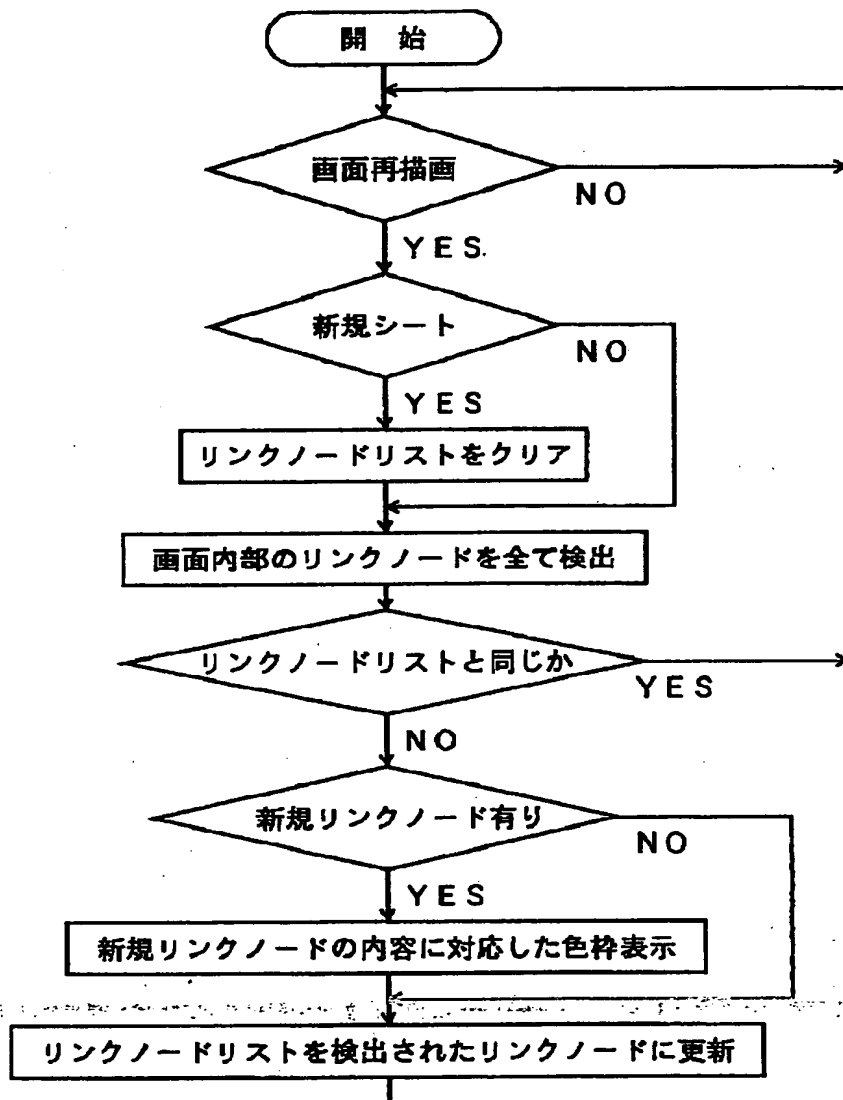 開始
画面再描画
NO
YES
新規シート
NO
YES
リンクノードリストをクリア
画面内部のリンクノードを全て検出
リンクノードリストと同じか
YES
NO
新規リンクノード有り
NO
YES
新規リンクノードの内容に対応した色枠表示
リンクノードリストを検出されたリンクノードに更新